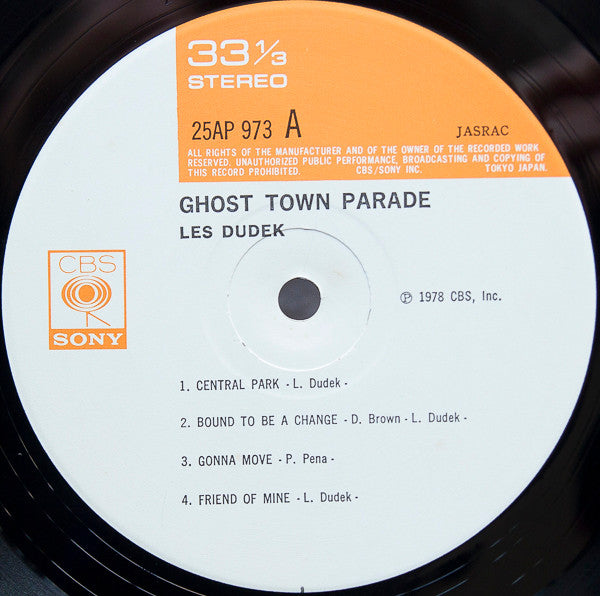 33 1/3
STEREO
25AP 973 A
JASRAC
ALL RIGHTS OF THE MANUFACTURER AND OF THE OWNER OF THE RECORDED WORK
RESERVED. UNAUTHORIZED PUBLIC PERFORMANCE, BROADCASTING AND COPYING OF
THIS RECORD PROHIBITED. CBS/SONY INC. TOKYO JAPAN.
GHOST TOWN PARADE
LES DUDEK
CBS
SONY
℗ 1978 CBS, Inc.
1. CENTRAL PARK - L. Dudek -
2. BOUND TO BE A CHANGE - D. Brown - L. Dudek -
3. GONNA MOVE - P. Pena -
4. FRIEND OF MINE - L. Dudek -